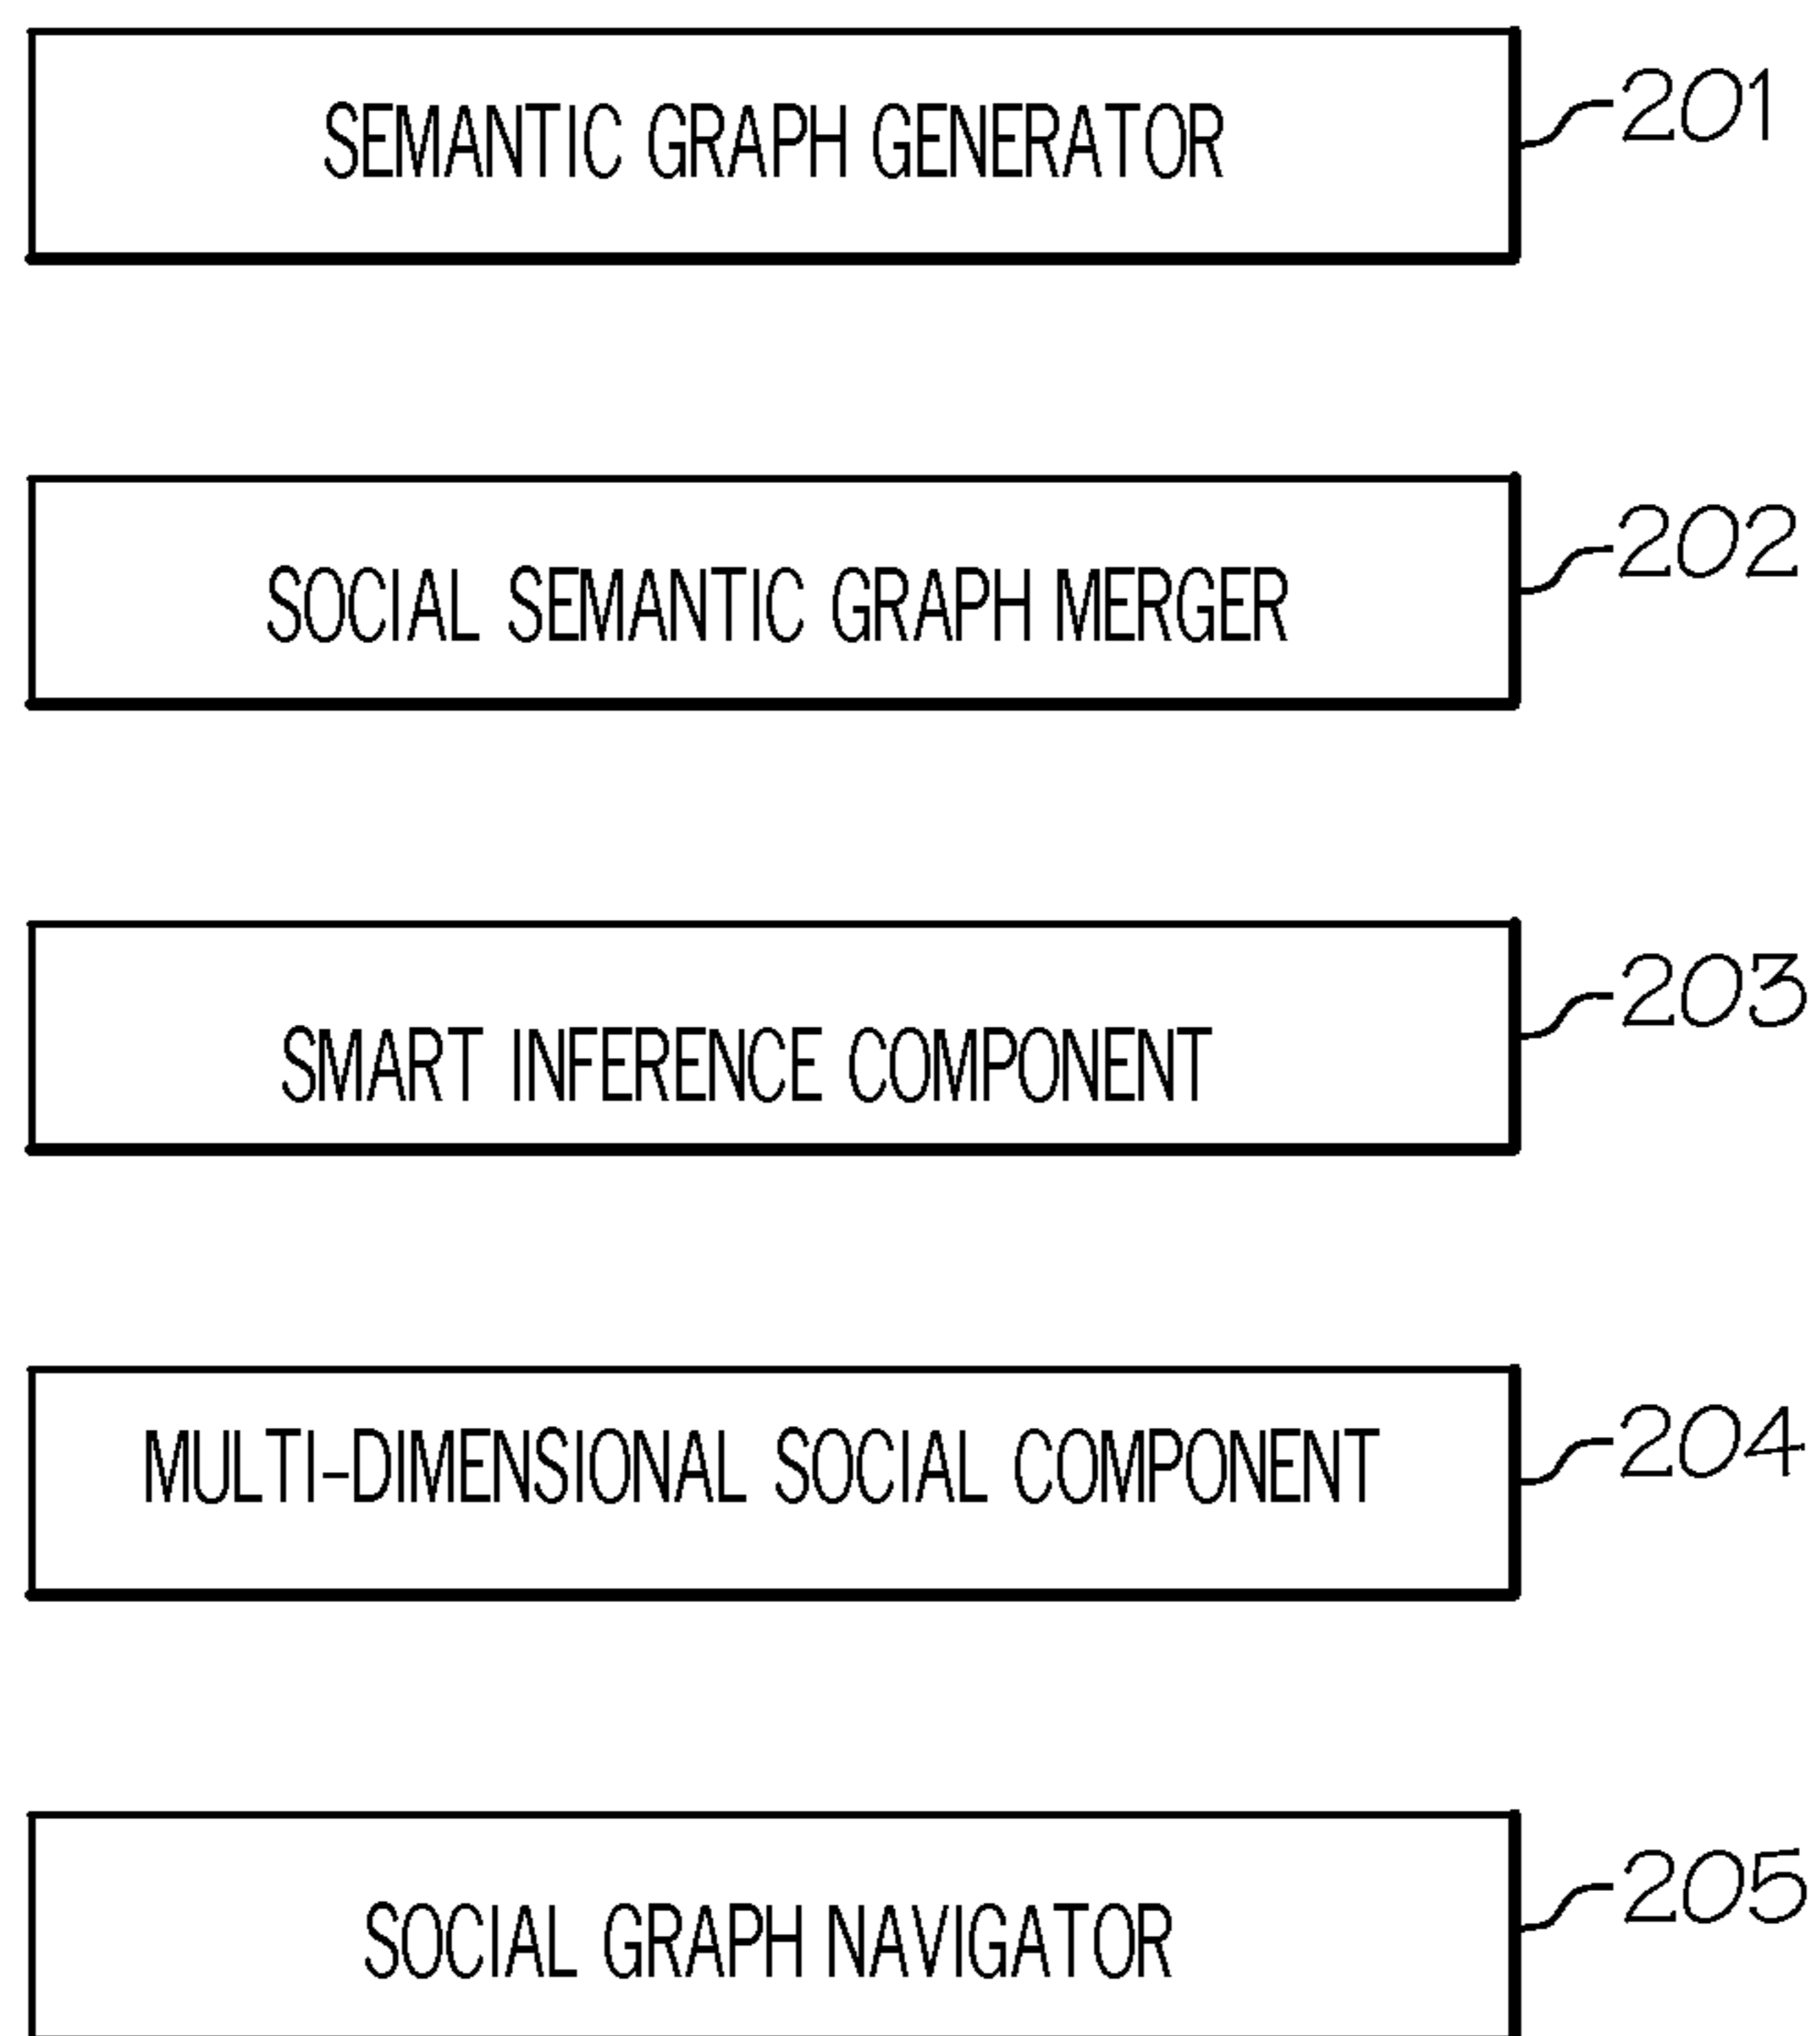 SEMANTIC GRAPH GENERATOR 201
SOCIAL SEMANTIC GRAPH MERGER 202
SMART INFERENCE COMPONENT 203
MULTI-DIMENSIONAL SOCIAL COMPONENT 204
SOCIAL GRAPH NAVIGATOR 205